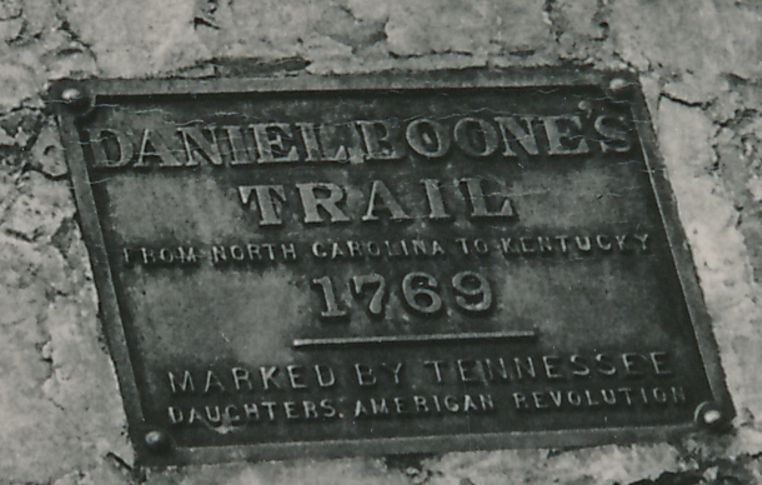 DANIEL BOONE'S
TRAIL
FROM NORTH CAROLINA TO KENTUCKY
1769
MARKED BY TENNESSEE
DAUGHTERS, AMERICAN REVOLUTION